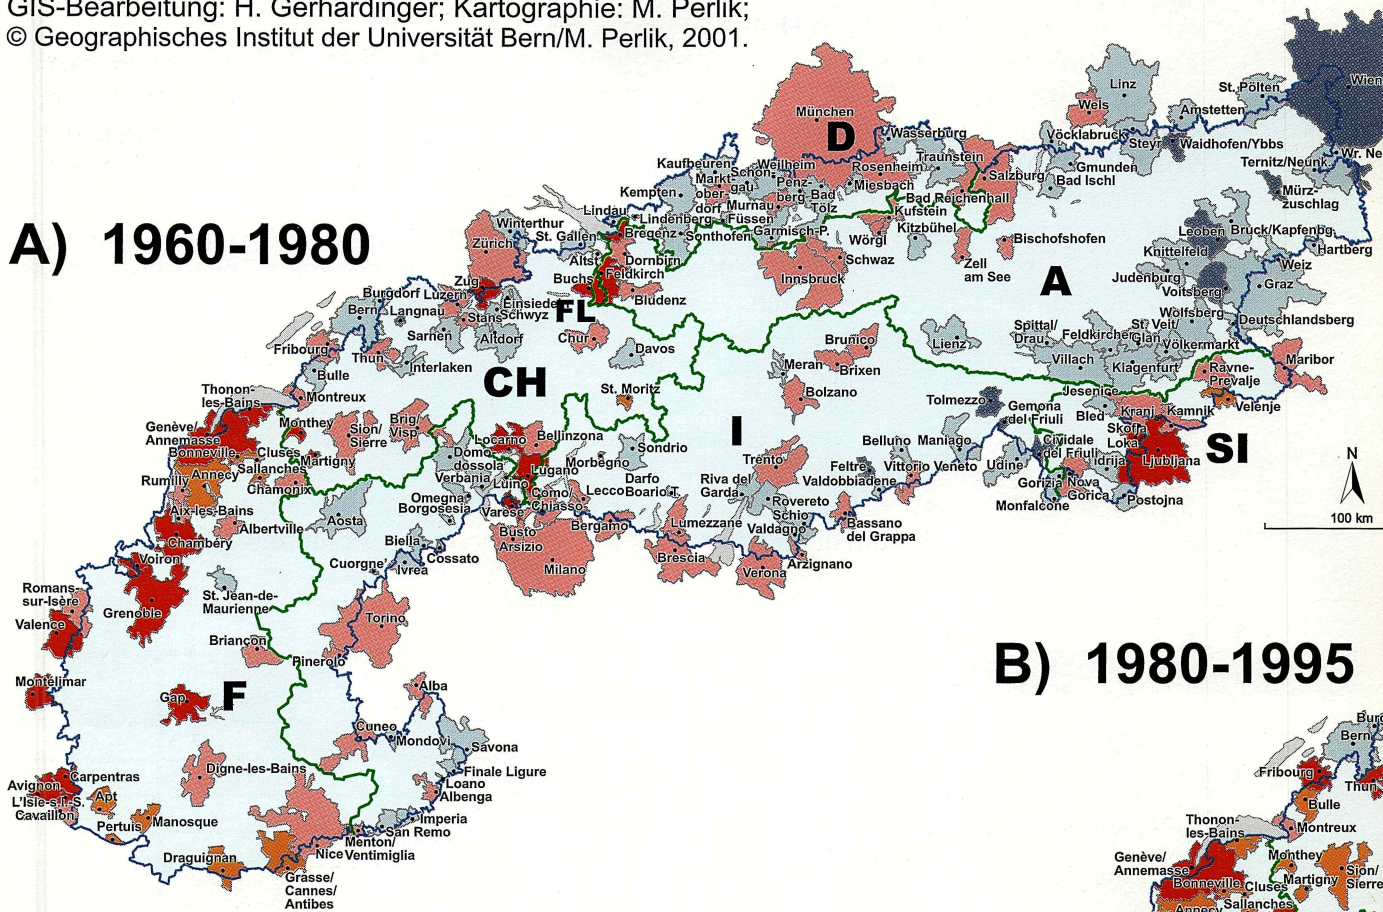 GIS-Bearbeitung: H. Gerhardinger; Kartographie: M. Perlik;
© Geographisches Institut der Universität Bern/M. Perlik, 2001.
A) 1960-1980
München
D
Wasserburg
Linz
Wels
Vöcklabruck
Steyr
Amstetten
St. Pölten
Wien
Waidhofen/Ybbs
Ternitz/Neunk.
Wr. Ne
Mürz-
zuschlag
Kaufbeuren
Weilheim
Schon-
gau
Markt-
ober-
dorf
Penz-
berg
Bad
Tölz
Rosenheim
Miesbach
Traunstein
Salzburg
Gmunden
Bad Ischl
Bad Reichenhall
Kempten
Murnau
Füssen
Kufstein
Lindau
Lindenberg
Sonthofen
Garmisch-P.
Wörgl
Kitzbühel
Bischofshofen
Zell
am See
Schwaz
Innsbruck
Leoben
Bruck/Kapfenbg.
Hartberg
Knittelfeld
Judenburg
Voitsberg
Weiz
Graz
Deutschlandsberg
Wolfsberg
A
Winterthur
St. Gallen
Bregenz
Zürich
Altst.
Dornbirn
Buchs
Feldkirch
Bludenz
FL
Zug
Burgdorf
Luzern
Einsiedeln
Schwyz
Bern
Langnau
Stans
Sarnen
Altdorf
Chur
Davos
Fribourg
Thun
Interlaken
Bulle
CH
St. Moritz
Lienz
Spittal/
Drau
Feldkirchen
St. Veit/
Glan
Völkermarkt
Villach
Klagenfurt
Brunico
Brixen
Meran
Bolzano
Ravne-
Prevalje
Maribor
Velenje
Thonon-
les-Bains
Montreux
Genève/
Annemasse
Bonneville
Monthey
Sion/
Sierre
Brig/
Visp
Locarno
Bellinzona
Cluses
Martigny
Sallanches
Chamonix
Rumilly
Annecy
Domo-
dossola
Verbania
Lugano
Luino
Morbegno
Sondrio
I
Trento
Tolmezzo
Gemona
del Friuli
Jesenice
Bled
Kranj
Kamnik
Skofja
Loka
SI
Ljubljana
Cividale
del Friuli
Idrija
Belluno
Maniago
Feltre
Vittorio Veneto
Valdobbiadene
Udine
Gorizia
Nova
Gorica
Postojna
Monfalcone
Aix-les-Bains
Albertville
Aosta
Omegna
Borgosesia
Varese
Como/
Chiasso
Lecco
Darfo
Boario T.
Riva del
Garda
Rovereto
Schio
Valdagno
Bassano
del Grappa
Arzignano
Chambéry
Voiron
Biella
Cossato
Ivrea
Cuorgne'
Busto
Arsizio
Milano
Bergamo
Lumezzane
Brescia
Verona
Romans-
sur-Isère
Valence
Grenoble
St. Jean-de-
Maurienne
Briançon
Torino
Pinerolo
Montélimar
Gap
F
Alba
Cuneo
Mondovi
Savona
Finale Ligure
Loano
Albenga
Imperia
San Remo
Digne-les-Bains
Avignon
Carpentras
L'Isle-s.l.-S.
Cavaillon
Apt
Pertuis
Manosque
Draguignan
Nice
Menton/
Ventimiglia
Grasse/
Cannes/
Antibes
N
100 km
B) 1980-1995
Burg
Bern
Fribourg
Thun
Bulle
Thonon-
les-Bains
Montreux
Genève/
Annemasse
Monthey
Sion/
Sierre
Bonneville
Cluses
Martigny
Sallanches
Annecy